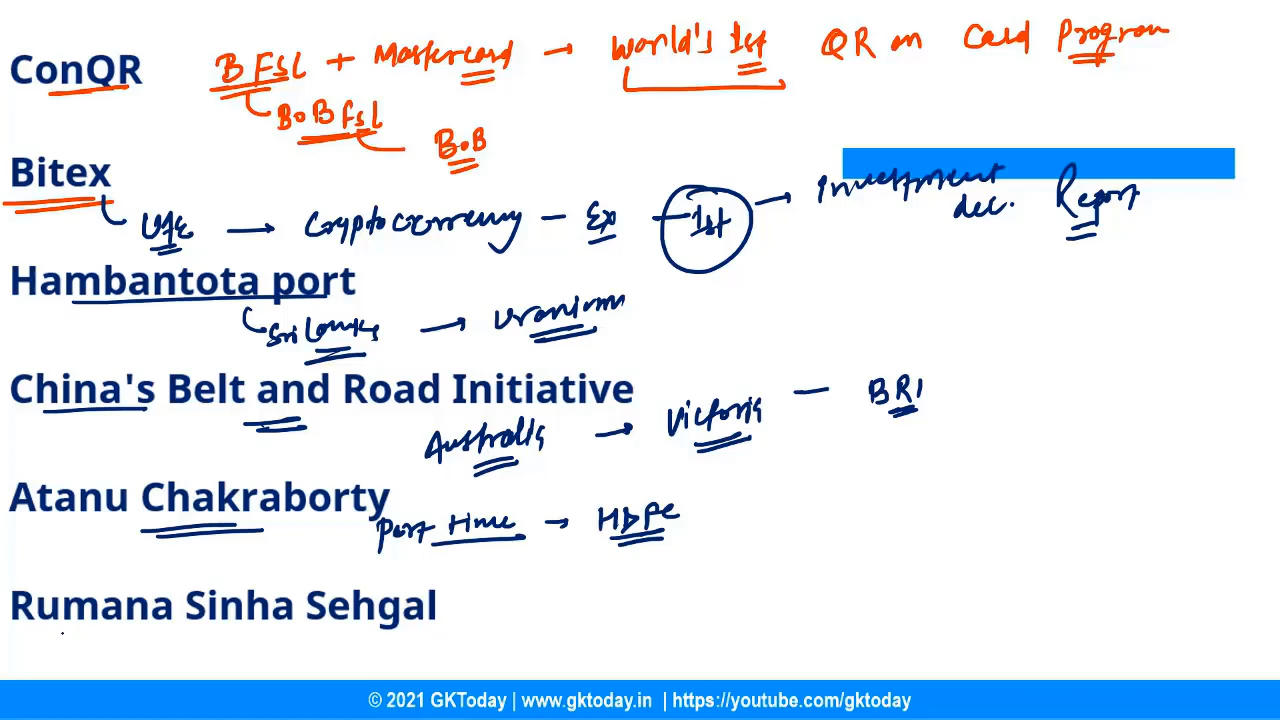 ConQR BFSL + Mastercard → World's 1st QR on Card Program
BOBFSL BOB
Bitex UAE → Cryptocurrency - Ex - 1st → Investment dec. Report
Hambantota port
Sri Lanka → Uranium
China's Belt and Road Initiative
Australia → Victoria - BRI
Atanu Chakraborty
Part time → HDFC
Rumana Sinha Sehgal
© 2021 GKToday | www.gktoday.in | https://youtube.com/gktoday